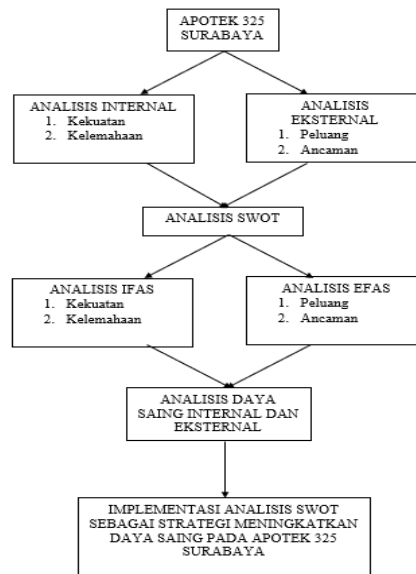 APOTEK 325
SURABAYA
ANALISIS INTERNAL
1. Kekuatan
2. Kelemahaan
ANALISIS
EKSTERNAL
1. Peluang
2. Ancaman
ANALISIS SWOT
ANALISIS IFAS
1. Kekuatan
2. Kelemahaan
ANALISIS EFAS
1. Peluang
2. Ancaman
ANALISIS DAYA
SAING INTERNAL DAN
EKSTERNAL
IMPLEMENTASI ANALISIS SWOT
SEBAGAI STRATEGI MENINGKATKAN
DAYA SAING PADA APOTEK 325
SURABAYA